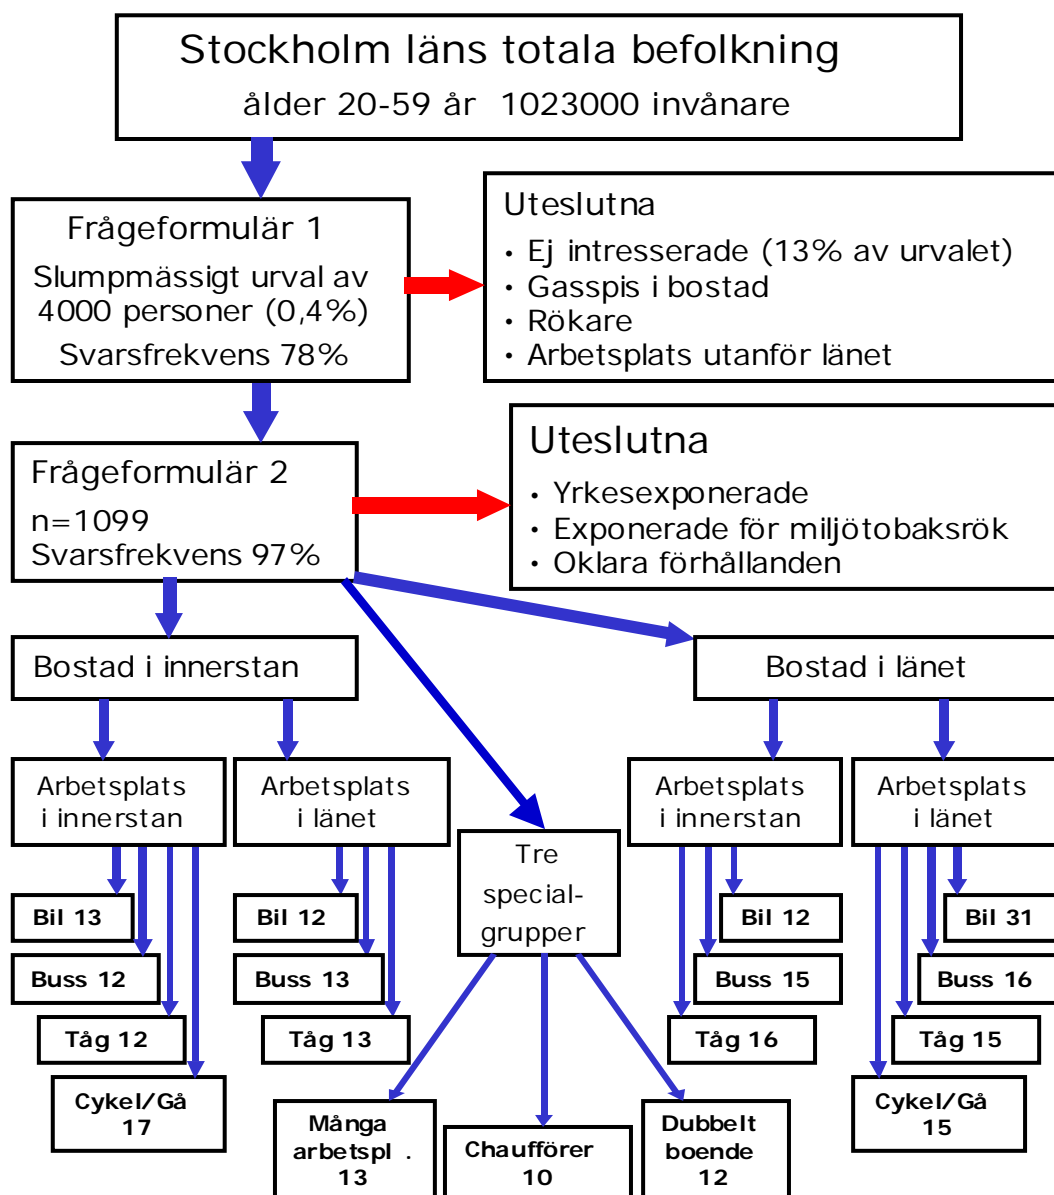 Stockholm läns totala befolkning
ålder 20-59 år 1023000 invånare
Frågeformulär 1
Slumpmässigt urval av
4000 personer (0,4%)
Svarsfrekvens 78%
Uteslutna
• Ej intresserade (13% av urvalet)
• Gasspis i bostad
• Rökare
• Arbetsplats utanför länet
Frågeformulär 2
n=1099
Svarsfrekvens 97%
Uteslutna
• Yrkesexponerade
• Exponerade för miljötobaksrök
• Oklara förhållanden
Bostad i innerstan
Bostad i länet
Arbetsplats
i innerstan
Arbetsplats
i länet
Tre
special-
grupper
Arbetsplats
i innerstan
Arbetsplats
i länet
Bil 13
Buss 12
Tåg 12
Cykel/Gå
17
Bil 12
Buss 13
Tåg 13
Bil 12
Buss 15
Tåg 16
Bil 31
Buss 16
Tåg 15
Cykel/Gå
15
Många
arbetspl .
13
Chaufförer
10
Dubbelt
boende
12